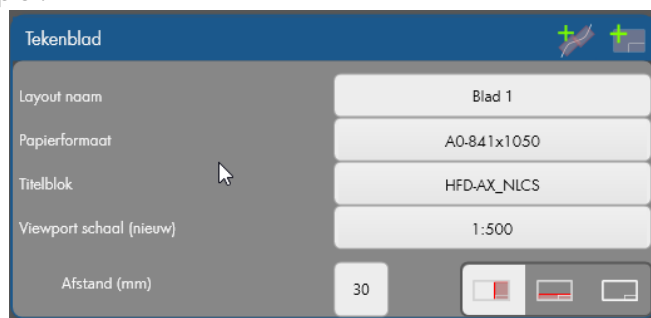 Tekenblad
Layout naam Blad 1
Papierformaat A0-841x1050
Titelblok HFD-AX_NLCS
Viewport schaal (nieuw) 1:500
Afstand (mm) 30